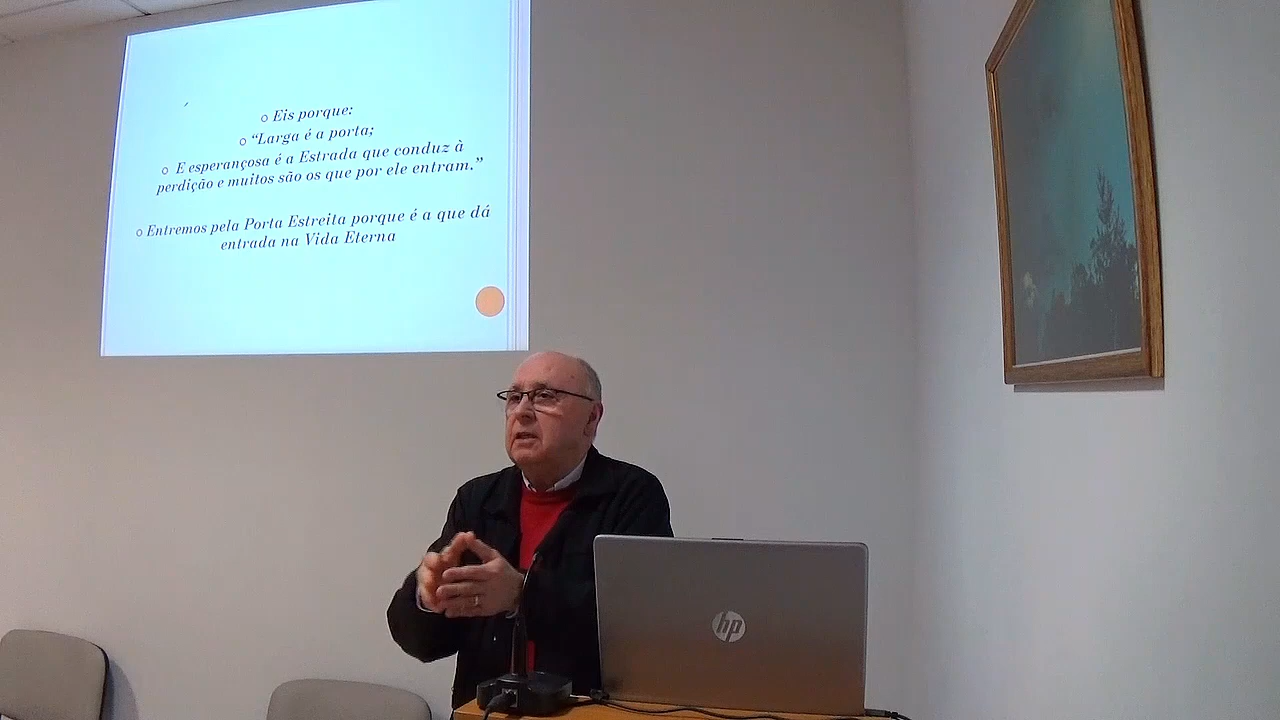 Eis porque:
“Larga é a porta;
E esperançosa é a Estrada que conduz à
perdição e muitos são os que por ele entram.”
Entremos pela Porta Estreita porque é a que dá
entrada na Vida Eterna
hp